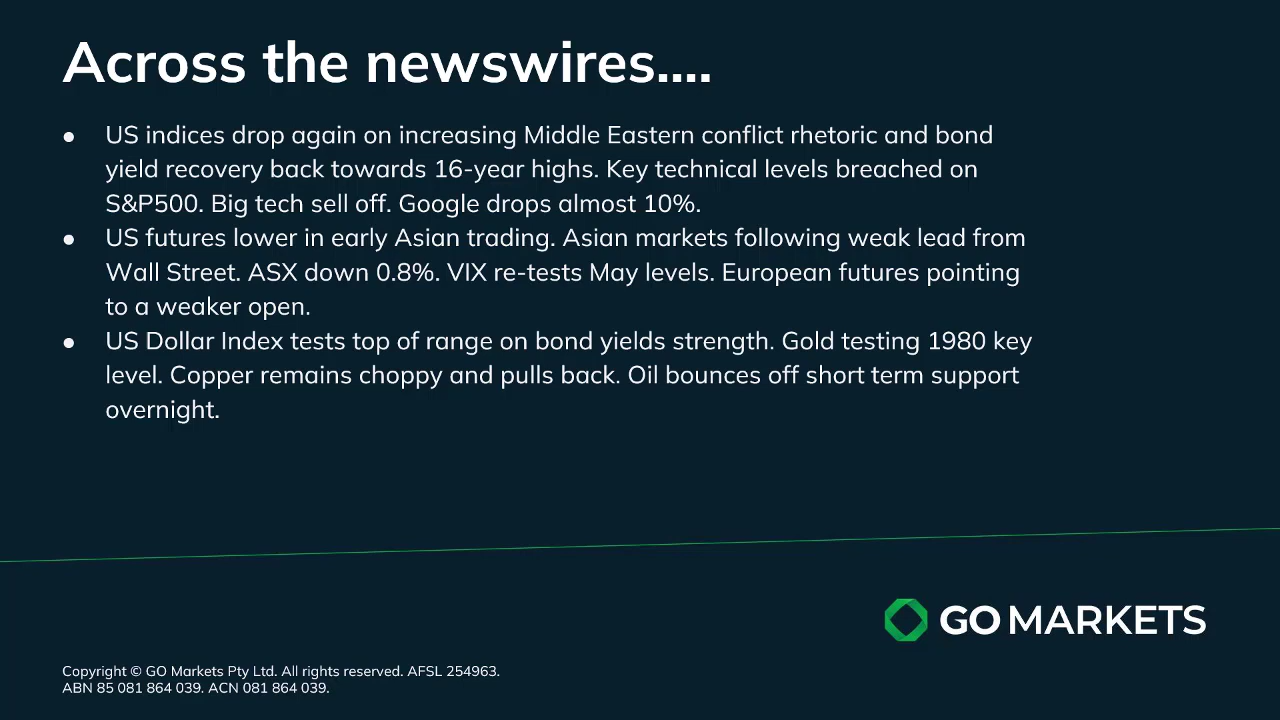 Across the newswires....
● US indices drop again on increasing Middle Eastern conflict rhetoric and bond
yield recovery back towards 16-year highs. Key technical levels breached on
S&P500. Big tech sell off. Google drops almost 10%.
● US futures lower in early Asian trading. Asian markets following weak lead from
Wall Street. ASX down 0.8%. VIX re-tests May levels. European futures pointing
to a weaker open.
● US Dollar Index tests top of range on bond yields strength. Gold testing 1980 key
level. Copper remains choppy and pulls back. Oil bounces off short term support
overnight.
GO MARKETS
Copyright © GO Markets Pty Ltd. All rights reserved. AFSL 254963.
ABN 85 081 864 039. ACN 081 864 039.